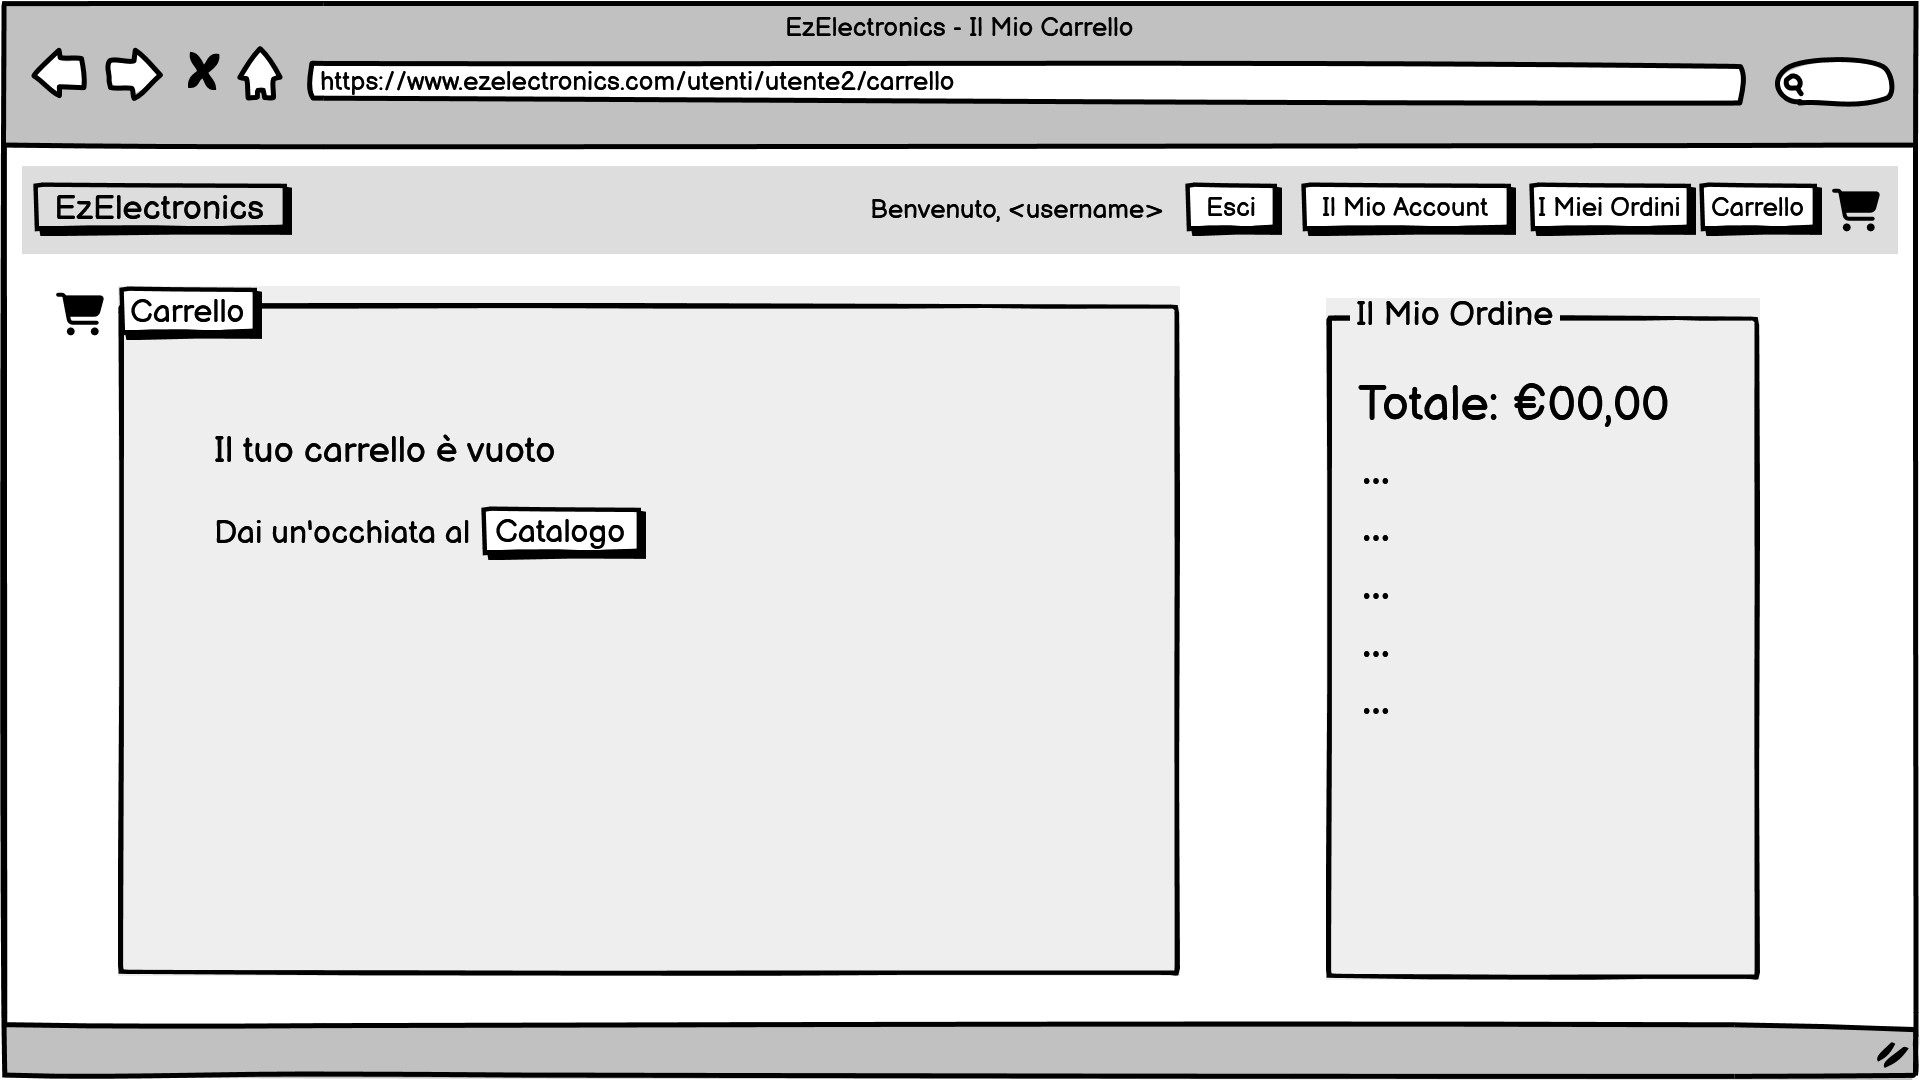 EzElectronics - Il Mio Carrello
https://www.ezelectronics.com/utenti/utente2/carrello
EzElectronics
Benvenuto, <username>
Esci
Il Mio Account
I Miei Ordini
Carrello
Carrello
Il tuo carrello è vuoto
Dai un'occhiata al Catalogo
Il Mio Ordine
Totale: €00,00
...
...
...
...
...